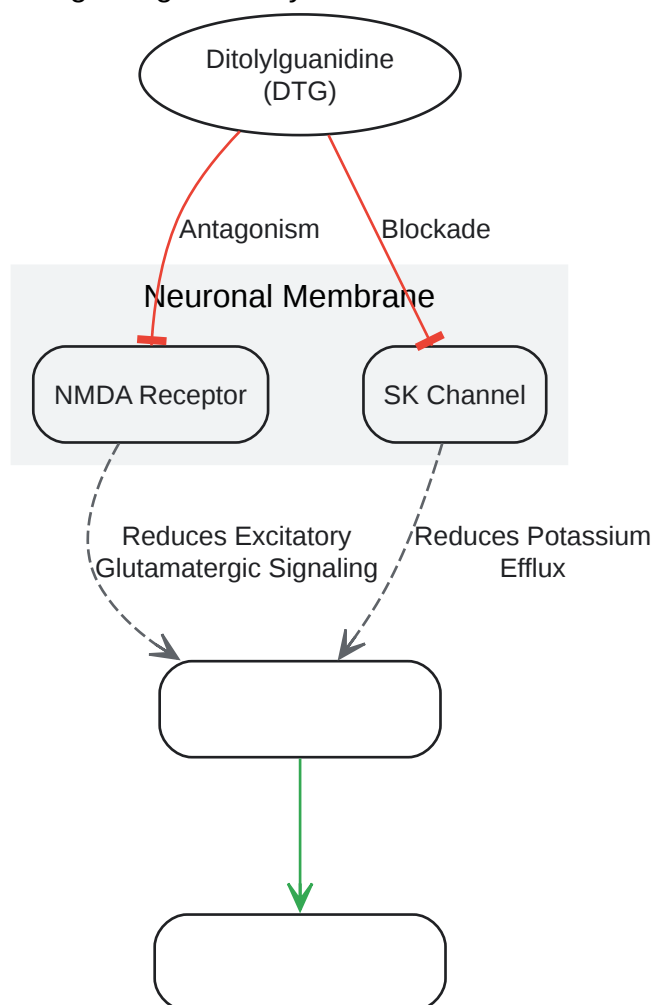 Ditolylguanidine
(DTG)
Antagonism
Blockade
Neuronal Membrane
NMDA Receptor
SK Channel
Reduces Excitatory
Glutamatergic Signaling
Reduces Potassium
Efflux